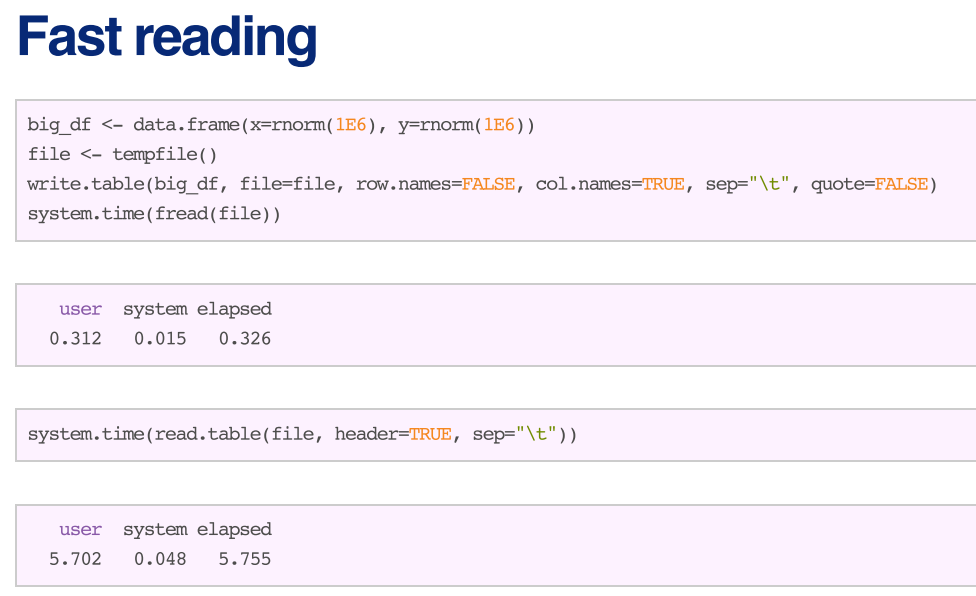 Fast reading
big_df <- data.frame(x=rnorm(1E6), y=rnorm(1E6))
file <- tempfile()
write.table(big_df, file=file, row.names=FALSE, col.names=TRUE, sep="\t", quote=FALSE)
system.time(fread(file))
user system elapsed
0.312 0.015 0.326
system.time(read.table(file, header=TRUE, sep="\t"))
user system elapsed
5.702 0.048 5.755